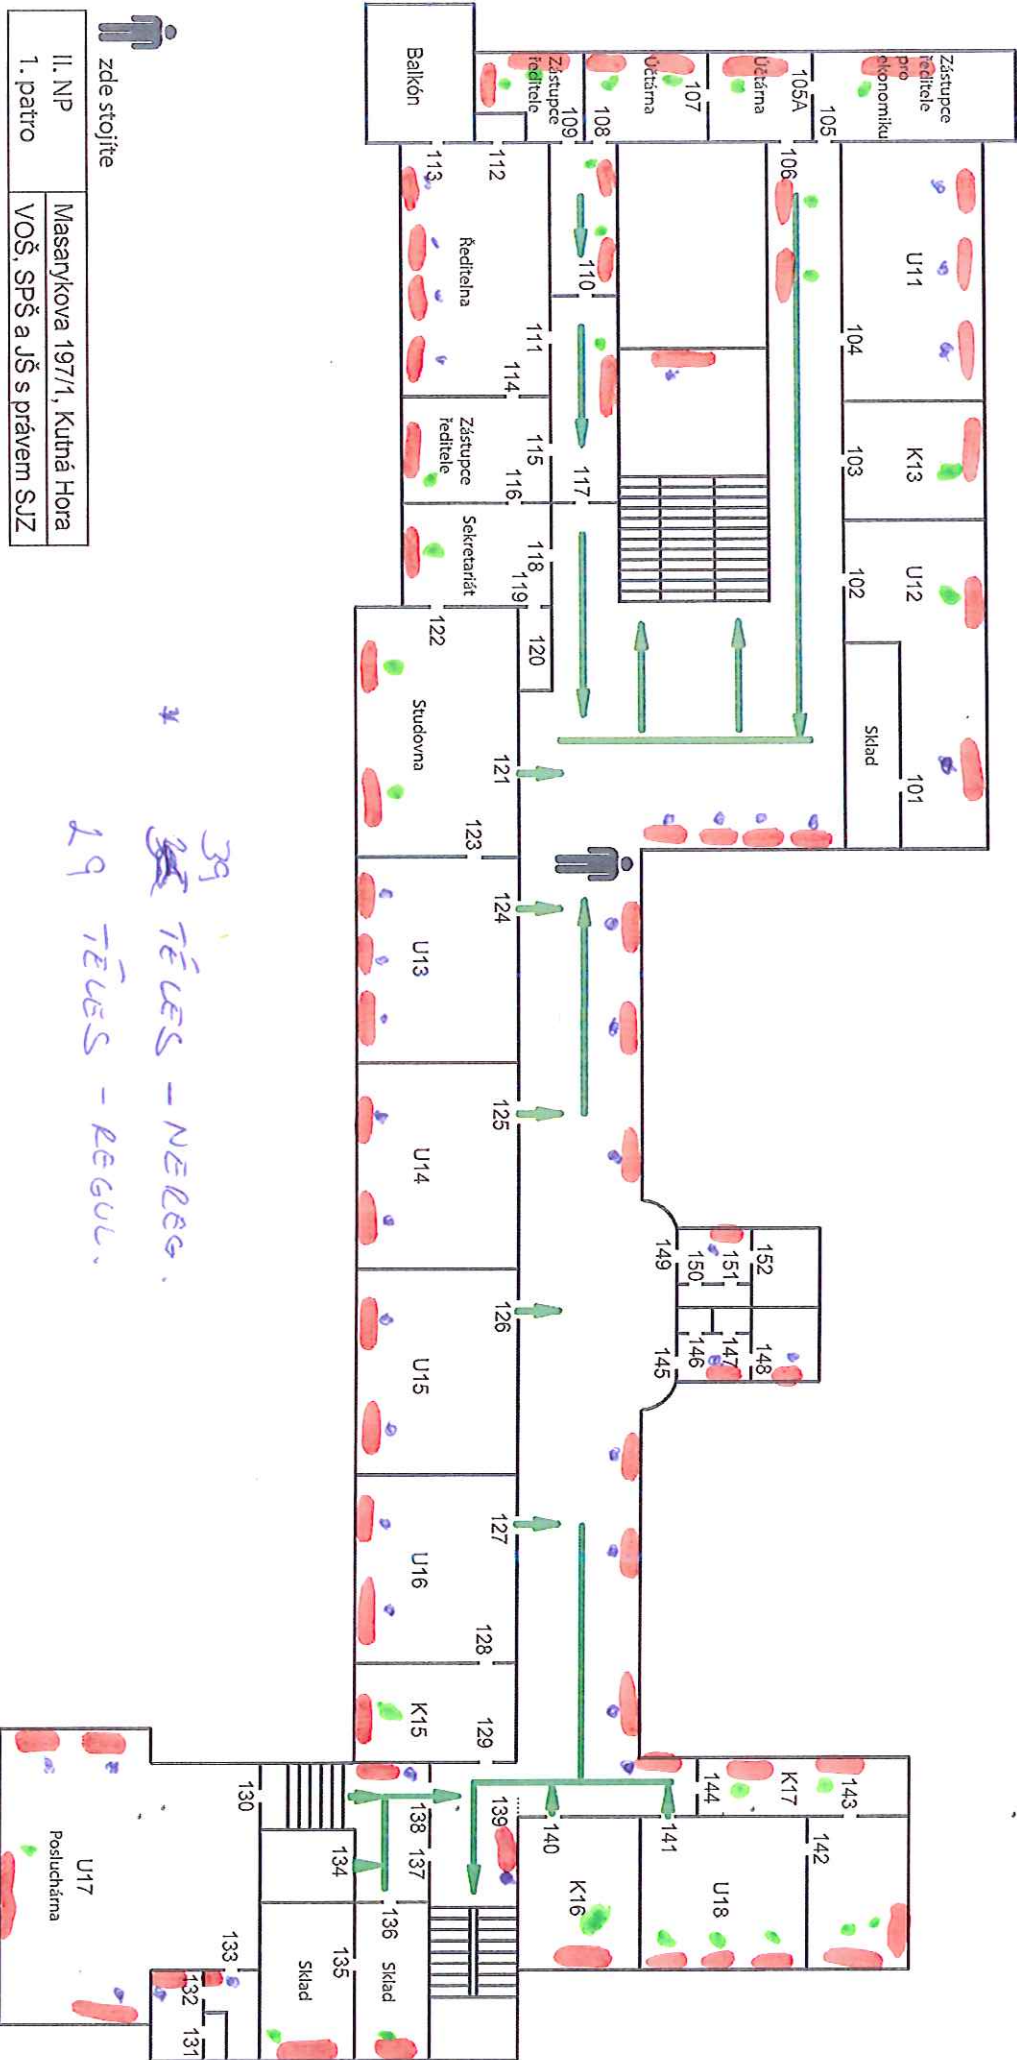 Zástupce
ředitele
pro
ekonomiku
105
105A
Účtárna
107
Účtárna
108
109
Zástupce
ředitele
Balkón
106
110
112
113
Ředitelna
111
114
U11
104
K13
103
U12
102
Sklad
101
115
Zástupce
ředitele
116
117
118
Sekretariát
119
120
122
Studovna
121
123
124
U13
125
U14
126
U15
127
U16
128
K15
129
149
150
151
152
145
146
147
148
130
138
137
139
140
141
144
K17
143
142
U18
K16
134
136
135
Sklad
Sklad
133
132
131
U17
Posluchárna
zde stojíte
II. NP
1. patro
Masarykova 197/1, Kutná Hora
VOŠ, SPŠ a JŠ s právem SJZ
*
39
TĚLES - NEREG.
29 TĚLES - REGUL.